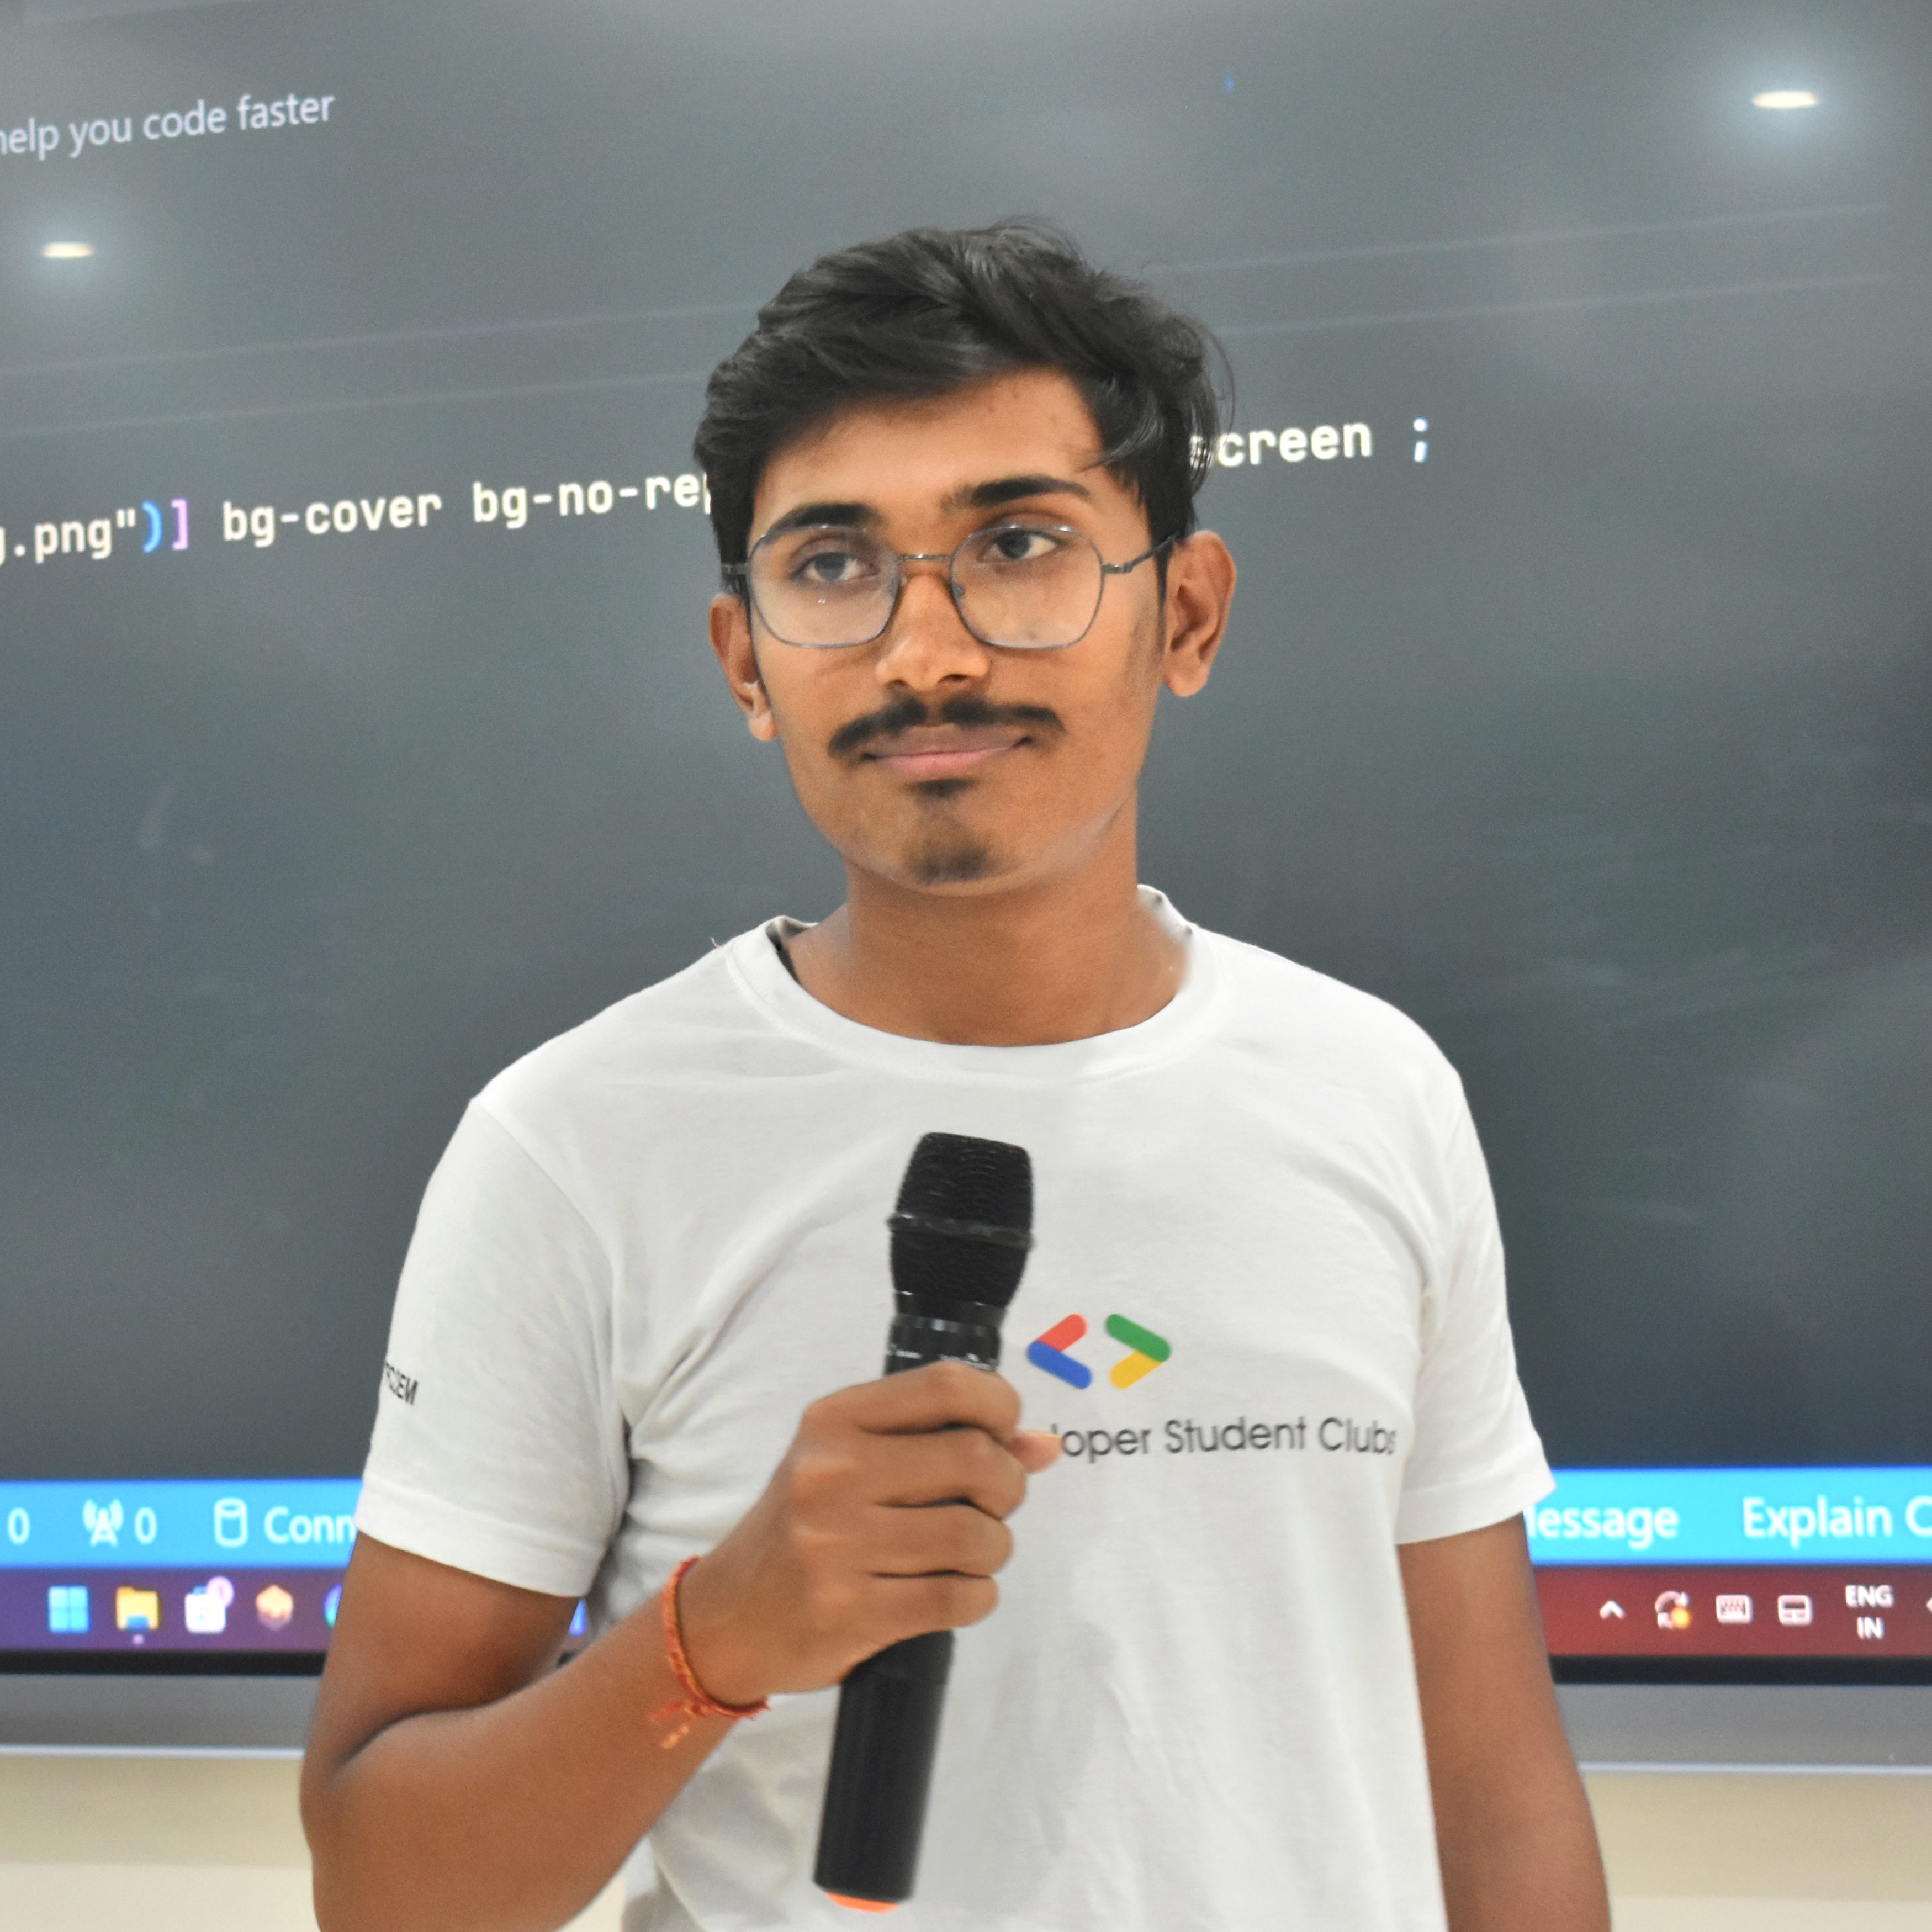 help you code faster
g.png")] bg-cover bg-no-rep creen ;
loper Student Clubs
0 0 Conn essage Explain C
ENG
IN